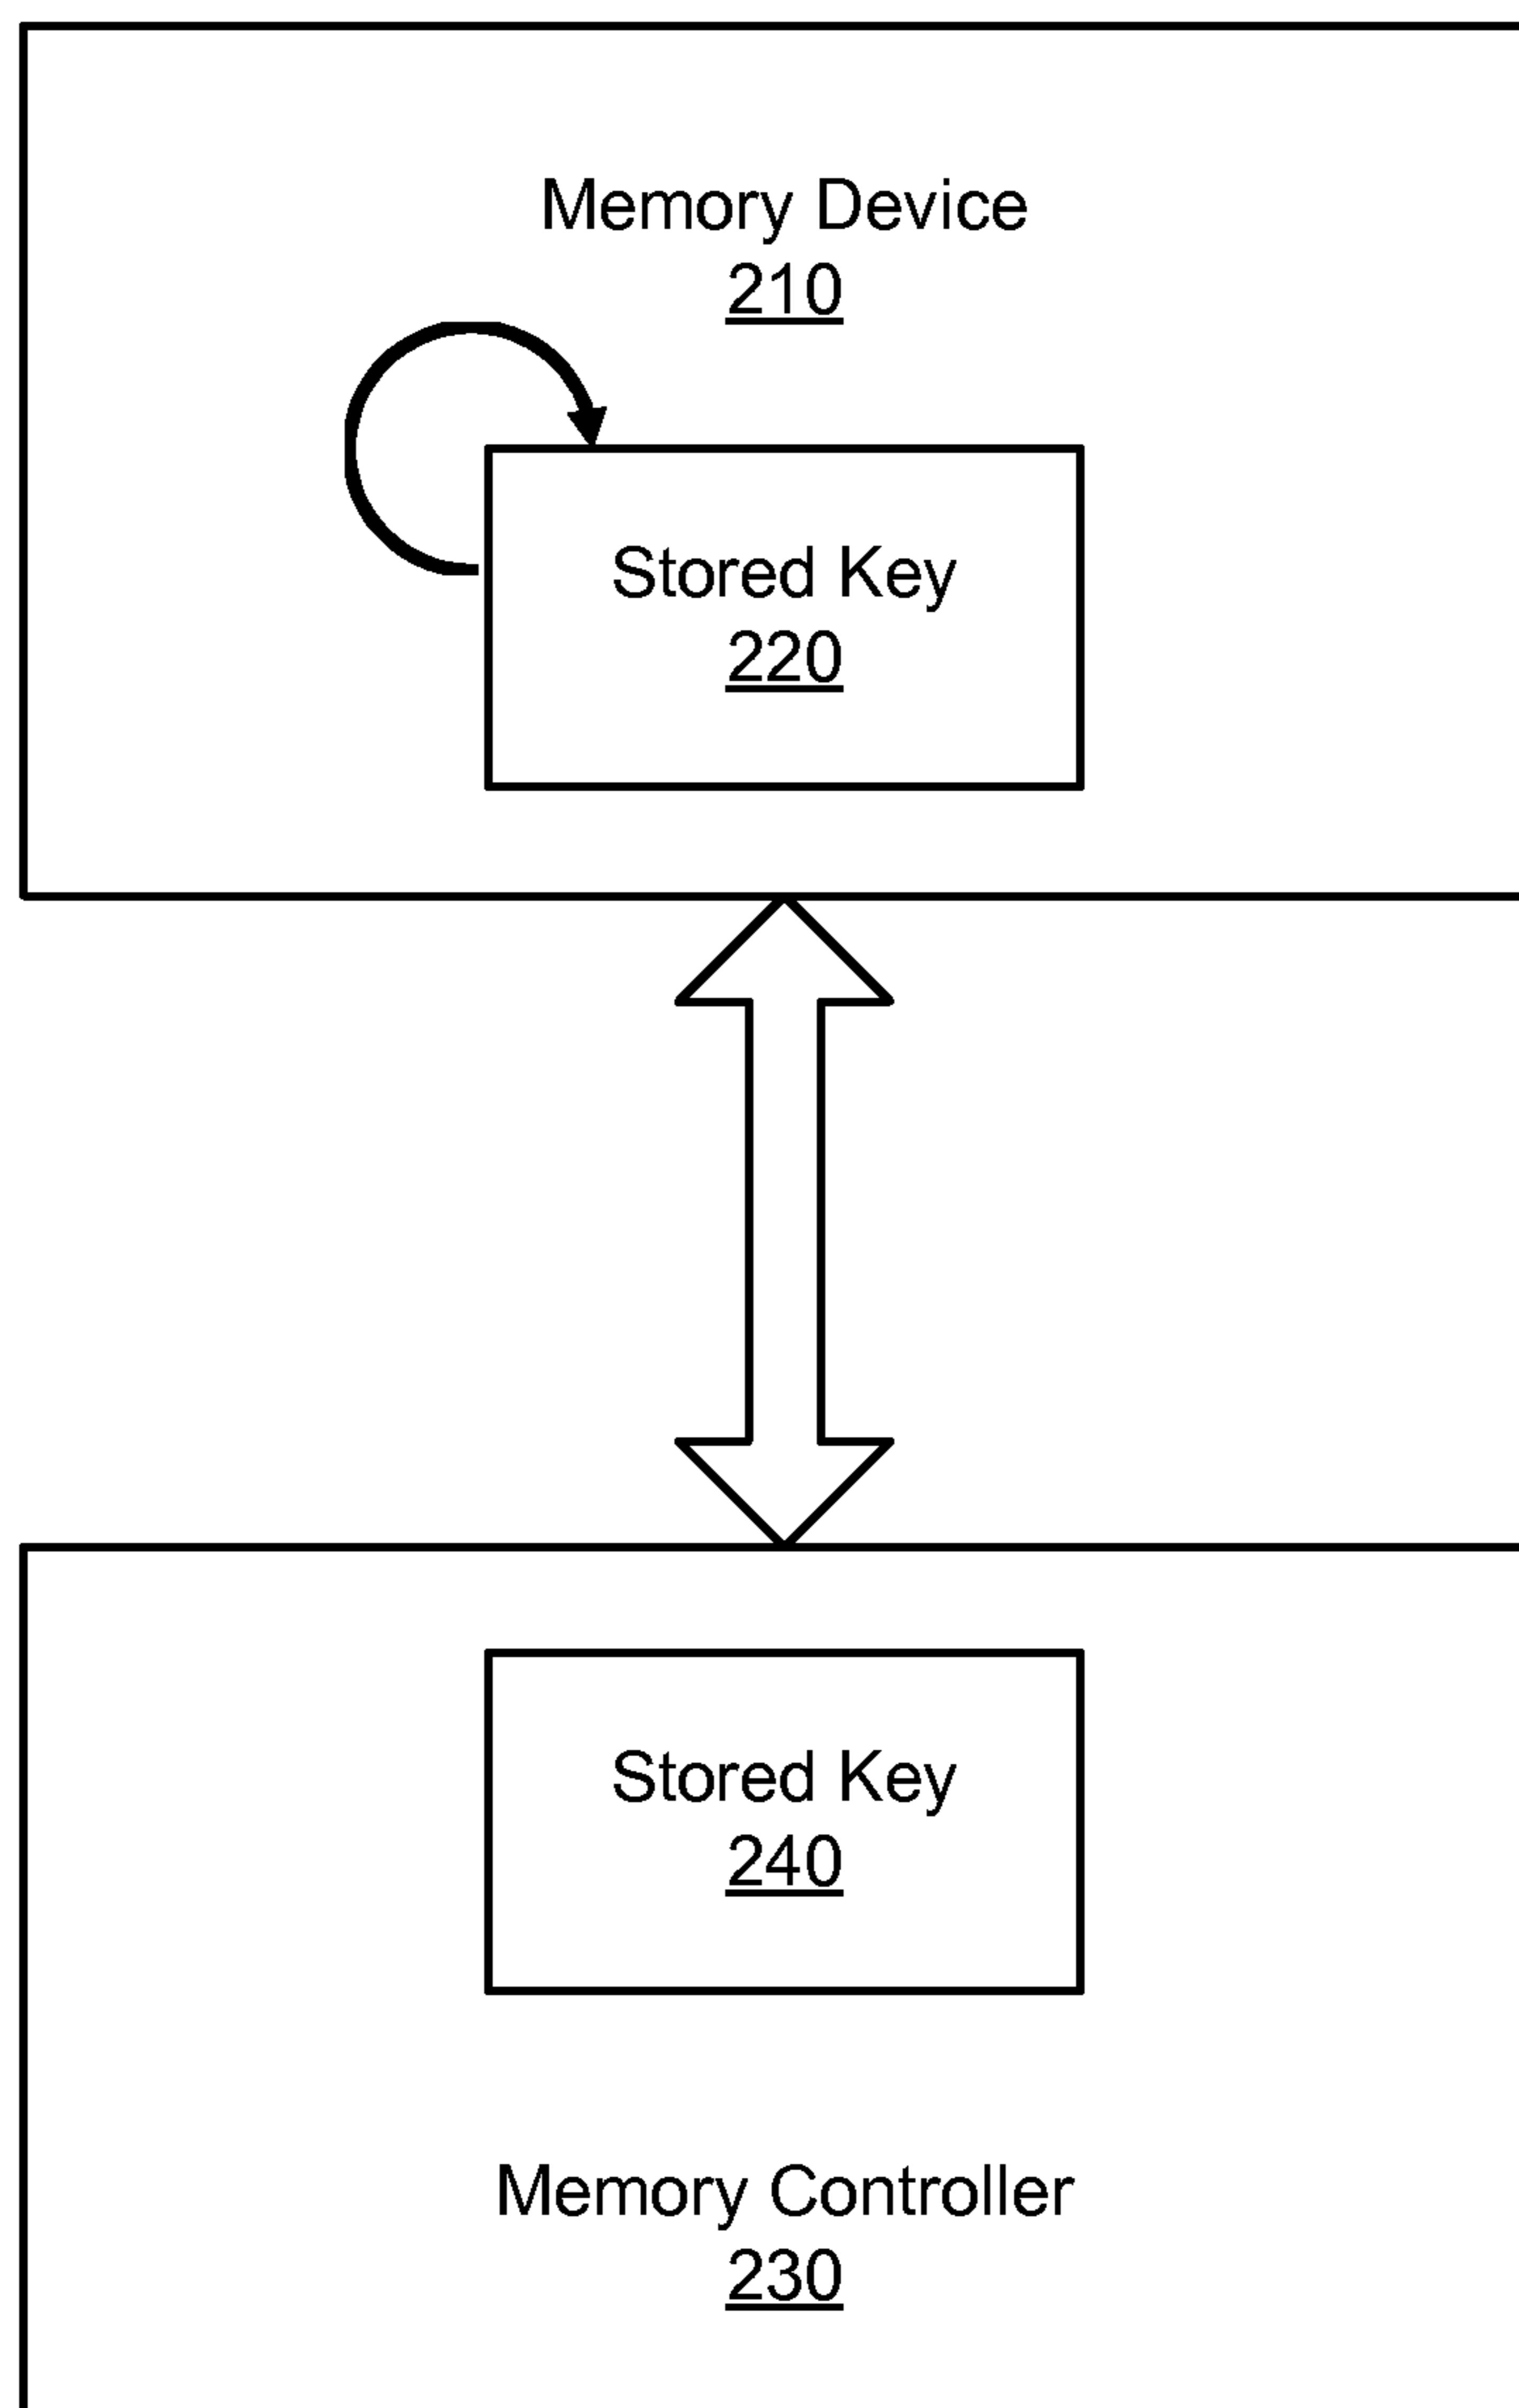 Memory Device
210
Stored Key
220
Stored Key
240
Memory Controller
230